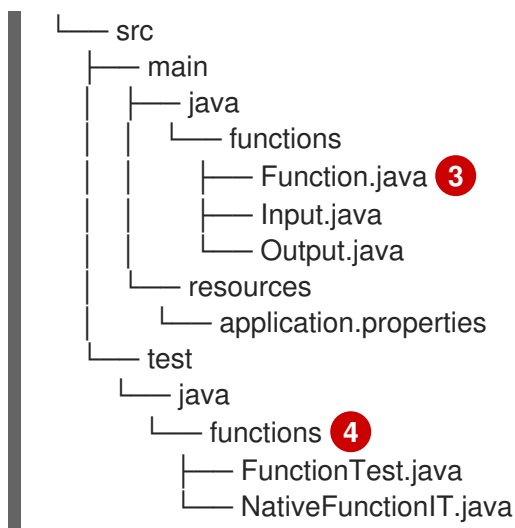 └── src
├── main
│ ├── java
│ │ └── functions
│ │ ├── Function.java 3
│ │ ├── Input.java
│ │ └── Output.java
│ └── resources
│ └── application.properties
└── test
└── java
└── functions 4
├── FunctionTest.java
└── NativeFunctionIT.java